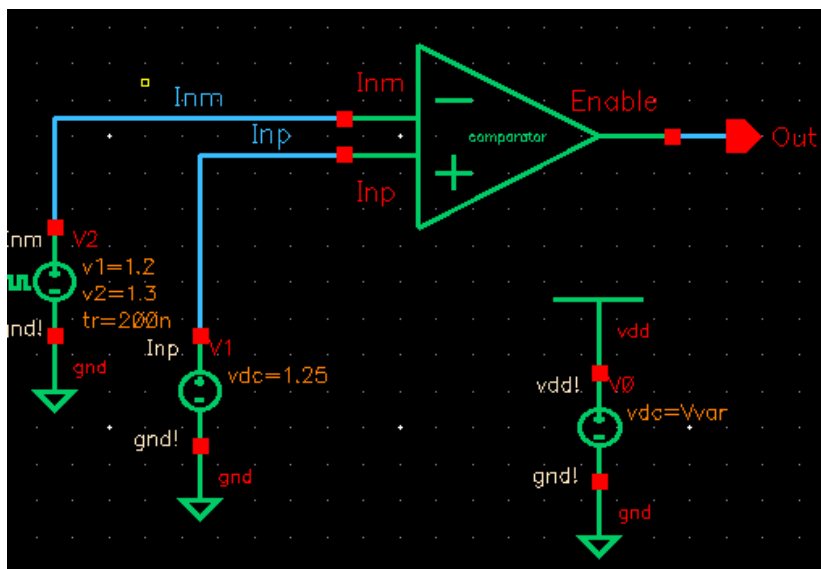 Inm
Inm
Enable
Inp
comparator
Out
Inp
Inm
V2
v1=1.2
v2=1.3
tr=200n
gnd!
gnd
Inp
V1
vdc=1.25
gnd!
gnd
vdd
vdd!
V0
vdc=Vvar
gnd!
gnd